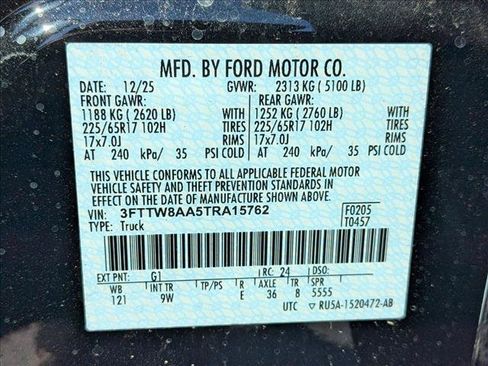 MFD. BY FORD MOTOR CO.
DATE: 12/25 GVWR: 2313 KG ( 5100 LB)
FRONT GAWR: REAR GAWR:
1188 KG ( 2620 LB) WITH 1252 KG ( 2760 LB) WITH
225/65R17 102H TIRES 225/65R17 102H TIRES
17x7.0J RIMS 17x7.0J RIMS
AT 240 kPa/ 35 PSI COLD AT 240 kPa/ 35 PSI COLD
THIS VEHICLE CONFORMS TO ALL APPLICABLE FEDERAL MOTOR
VEHICLE SAFETY AND THEFT PREVENTION STANDARDS IN
EFFECT ON THE DATE OF MANUFACTURE SHOWN ABOVE.
VIN: 3FTTW8AA5TRA15762 F0205
TYPE: Truck T0457
EXT PNT: G1 RC: 24 DSO:
WB INT TR TP/PS R AXLE TR SPR
121 9W E 36 8 5555
UTC ▽ RU5A-1520472-AB